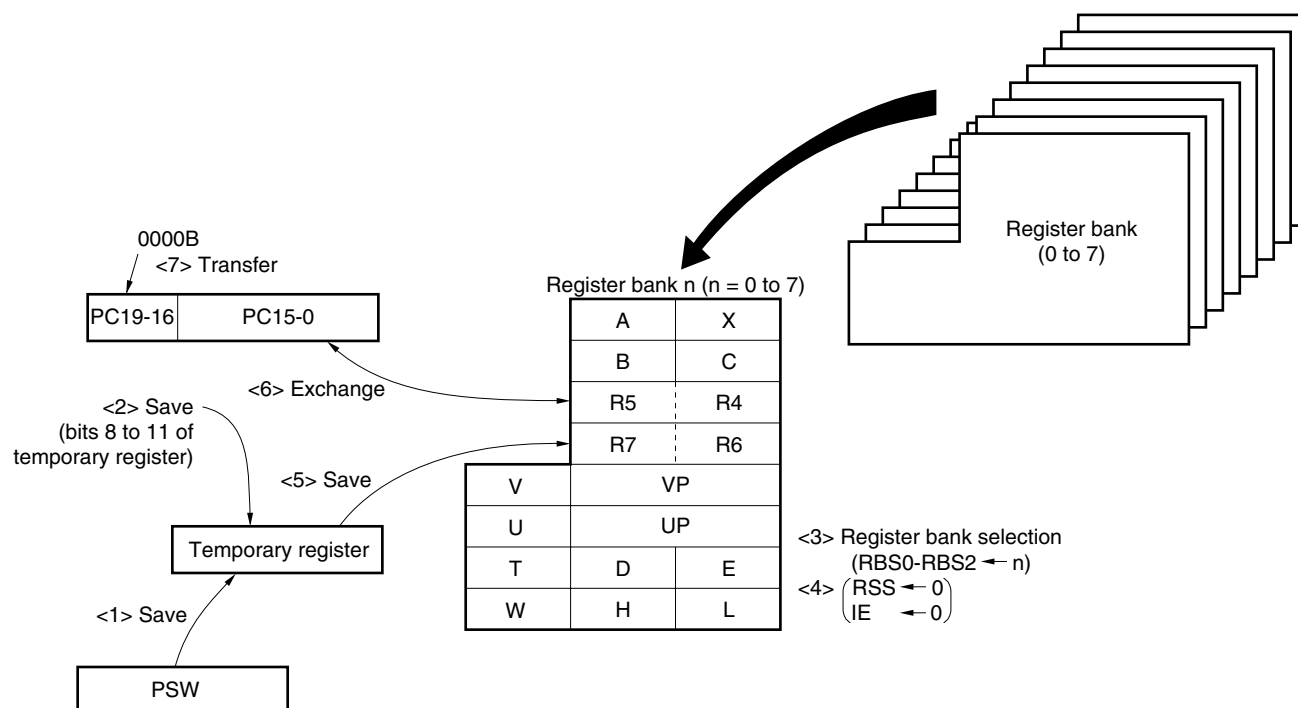 Register bank
(0 to 7)
0000B
<7> Transfer
PC19-16 PC15-0
Register bank n (n = 0 to 7)
A X
B C
<6> Exchange
R5 R4
<2> Save
(bits 8 to 11 of
temporary register)
R7 R6
<5> Save
V VP
U UP
Temporary register
<3> Register bank selection
(RBS0-RBS2 ← n)
T D E
<4> (RSS ← 0
IE ← 0)
W H L
<1> Save
PSW